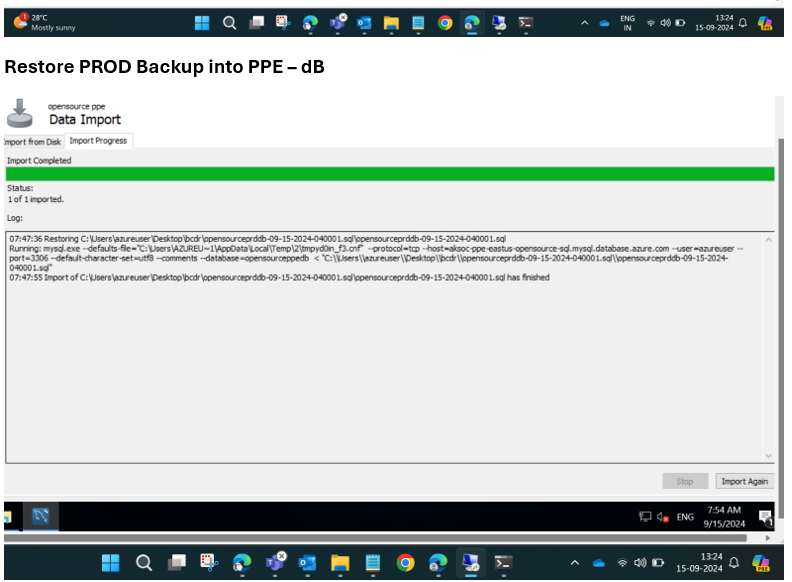 28°C
Mostly sunny
ENG
IN
13:24
15-09-2024
Restore PROD Backup into PPE – dB
opensource ppe
Data Import
Import from Disk
Import Progress
Import Completed
Status:
1 of 1 imported.
Log:
07:47:36 Restoring C:\Users\azureuser\Desktop\bcdr\opensourceprddb-09-15-2024-040001.sql\opensourceprddb-09-15-2024-040001.sql
Running: mysql.exe --defaults-file="C:\Users\AZUREU~1\AppData\Local\Temp\2\tmpyd0in_f3.cnf" --protocol=tcp --host=aksoc-ppe-eastus-opensource-sql.mysql.database.azure.com --user=azureuser --
port=3306 --default-character-set=utf8 --comments --database=opensourceppedb < "C:\\Users\\azureuser\\Desktop\\bcdr\\opensourceprddb-09-15-2024-040001.sql\\opensourceprddb-09-15-2024-
040001.sql"
07:47:55 Import of C:\Users\azureuser\Desktop\bcdr\opensourceprddb-09-15-2024-040001.sql\opensourceprddb-09-15-2024-040001.sql has finished
Stop
Import Again
ENG
7:54 AM
9/15/2024
1
13:24
15-09-2024